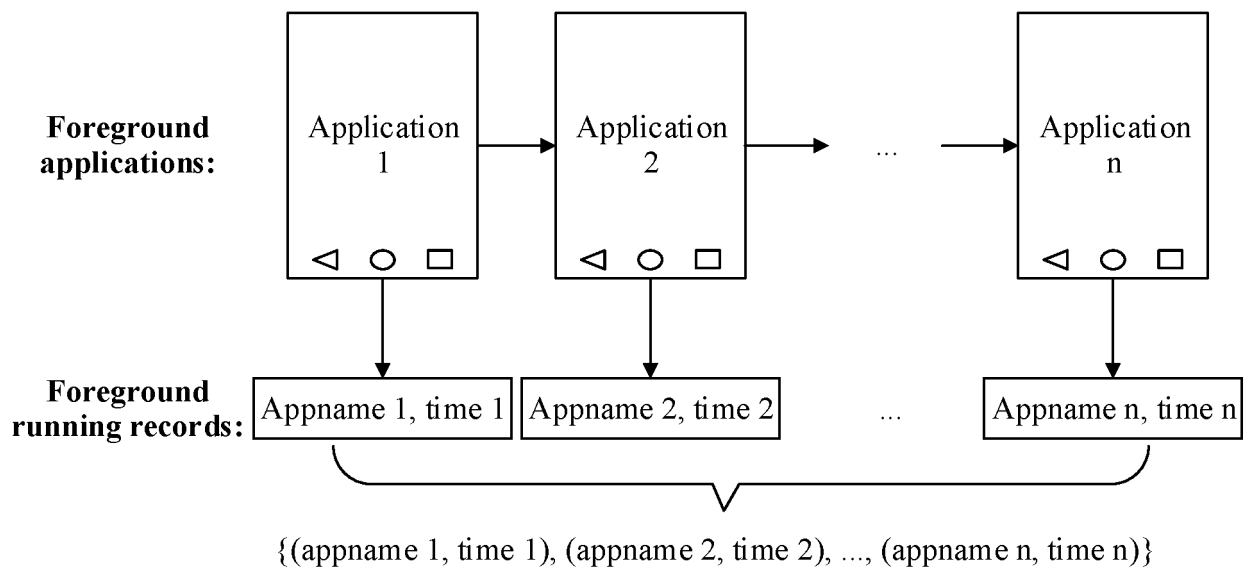 Foreground
applications:
Application
1
Application
2
...
Application
n
Foreground
running records:
Appname 1, time 1
Appname 2, time 2
...
Appname n, time n
{(appname 1, time 1), (appname 2, time 2), ..., (appname n, time n)}